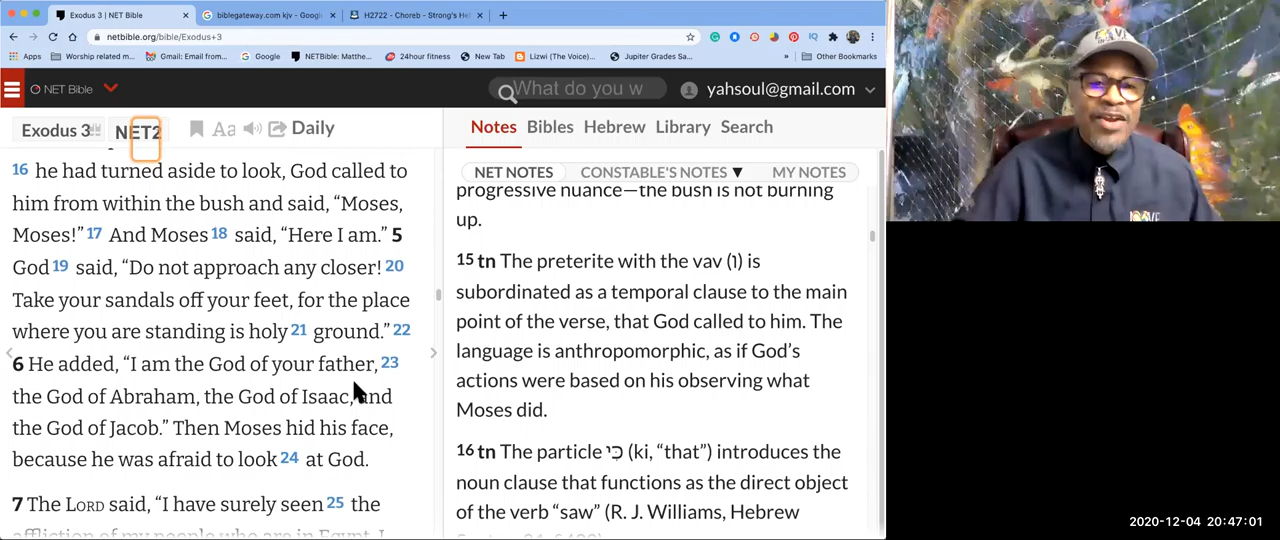 Exodus 3 | NET Bible
biblegateway.com kjv - Google
H2722 - Choreb - Strong's He
netbible.org/bible/Exodus+3
Apps
Worship related m...
Gmail: Email from...
Google
NETBible: Matthe...
24hour fitness
New Tab
Lizwi (The Voice)...
Jupiter Grades Sa...
»
Other Bookmarks
NET Bible
What do you w
yahsoul@gmail.com
Exodus 3
NET2
Aa
Daily
16 he had turned aside to look, God called to
him from within the bush and said, “Moses,
Moses!” 17 And Moses 18 said, “Here I am.” 5
God 19 said, “Do not approach any closer! 20
Take your sandals off your feet, for the place
where you are standing is holy 21 ground.” 22
6 He added, “I am the God of your father, 23
the God of Abraham, the God of Isaac, and
the God of Jacob.” Then Moses hid his face,
because he was afraid to look 24 at God.
7 The LORD said, “I have surely seen 25 the
affliction of my people who are in Egypt. I
Notes
Bibles
Hebrew
Library
Search
NET NOTES
CONSTABLE'S NOTES ▼
MY NOTES
progressive nuance—the bush is not burning
up.
15 tn The preterite with the vav (ו) is
subordinated as a temporal clause to the main
point of the verse, that God called to him. The
language is anthropomorphic, as if God’s
actions were based on his observing what
Moses did.
16 tn The particle כִּי (ki, “that”) introduces the
noun clause that functions as the direct object
of the verb “saw” (R. J. Williams, Hebrew
2020-12-04 20:47:01